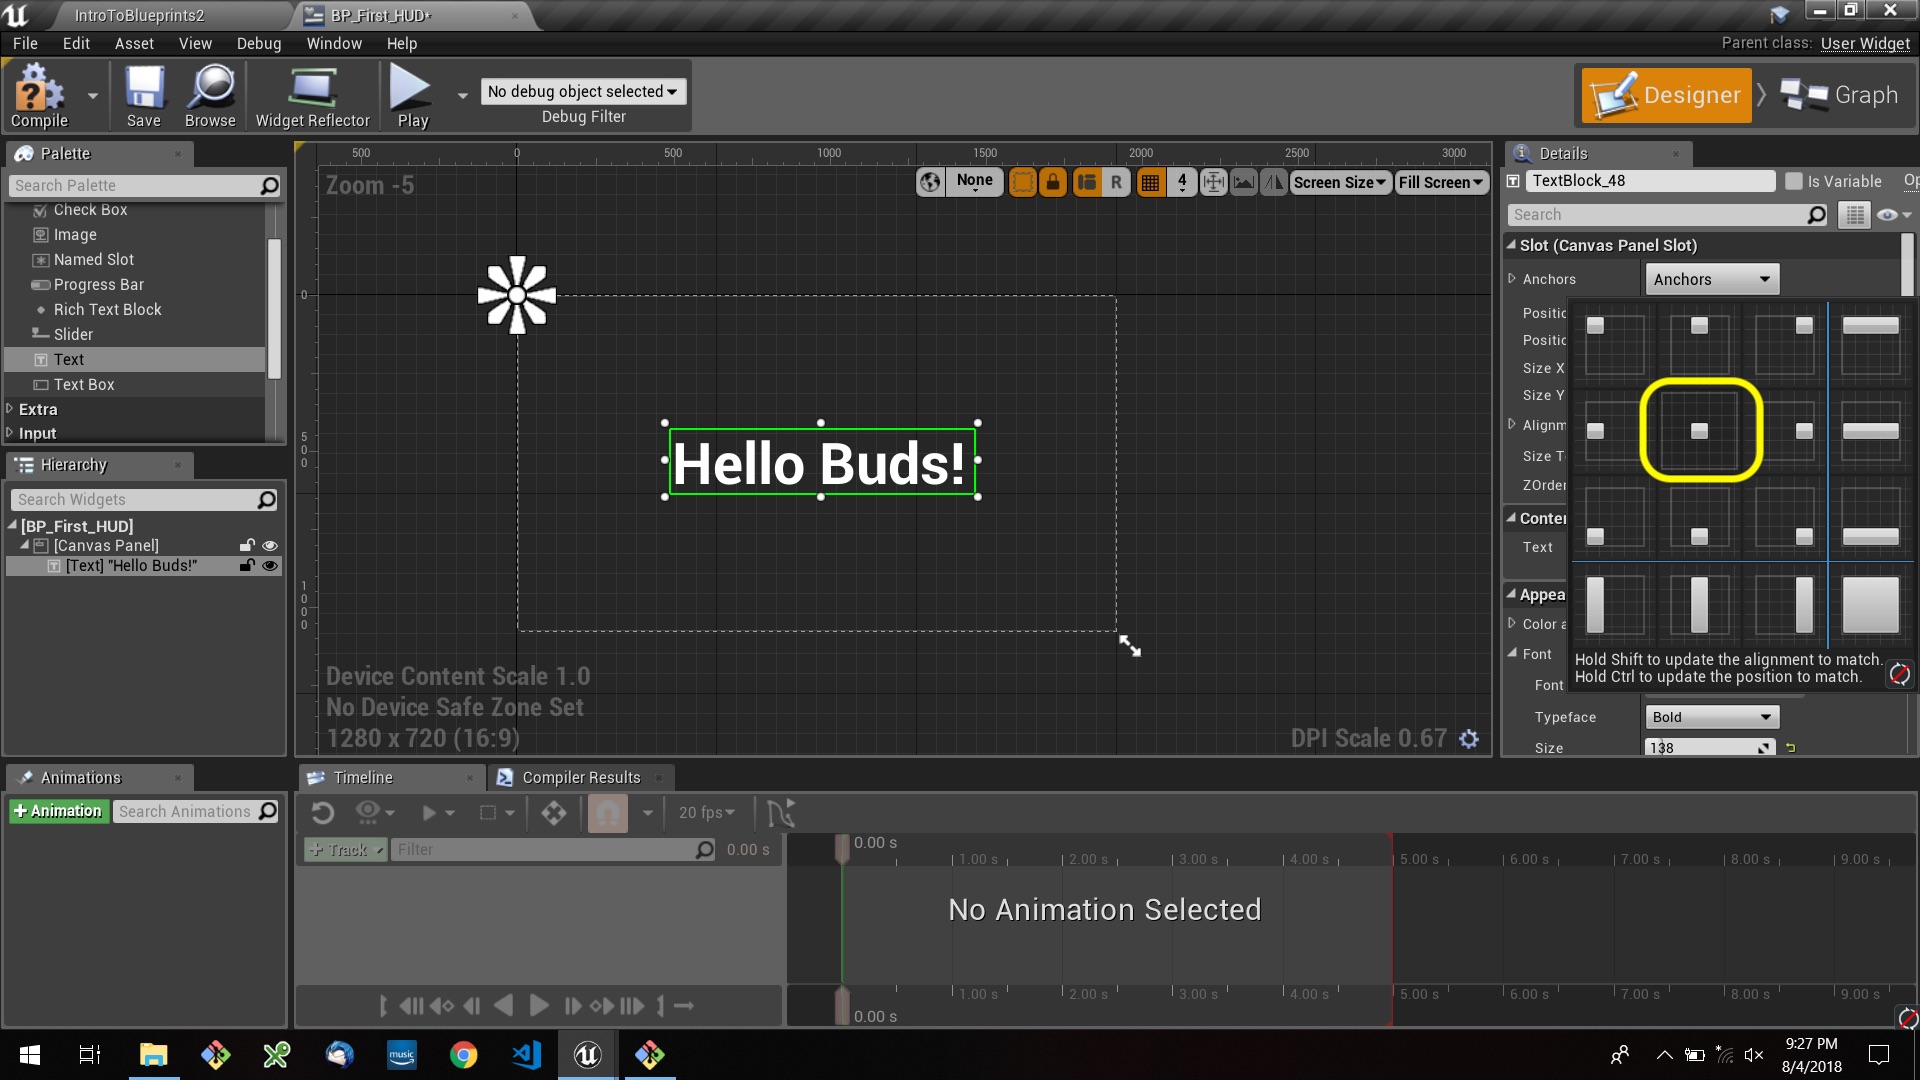 IntroToBlueprints2
BP_First_HUD*
File Edit Asset View Debug Window Help
Parent class: User Widget
Compile
Save
Browse
Widget Reflector
Play
No debug object selected
Debug Filter
Designer
Graph
Palette
Search Palette
Check Box
Image
Named Slot
Progress Bar
Rich Text Block
Slider
Text
Text Box
Extra
Input
Hierarchy
Search Widgets
[BP_First_HUD]
[Canvas Panel]
[Text] "Hello Buds!"
500 0 500 1000 1500 2000 2500 3000
Zoom -5
None
R
4
Screen Size
Fill Screen
0
500
1000
Hello Buds!
Device Content Scale 1.0
No Device Safe Zone Set
1280 x 720 (16:9)
DPI Scale 0.67
Details
TextBlock_48
Is Variable
Op
Search
Slot (Canvas Panel Slot)
Anchors
Anchors
Positio
Positio
Size X
Size Y
Alignm
Size T
ZOrder
Conte
Text
Appea
Color a
Font
Hold Shift to update the alignment to match.
Hold Ctrl to update the position to match.
Font
Typeface
Bold
Size
138
Animations
+ Animation
Search Animations
Timeline
Compiler Results
20 fps
+ Track
Filter
0.00 s
0.00 s
1.00 s 2.00 s 3.00 s 4.00 s 5.00 s 6.00 s 7.00 s 8.00 s 9.00 s
No Animation Selected
1.00 s 2.00 s 3.00 s 4.00 s 5.00 s 6.00 s 7.00 s 8.00 s 9.00 s
0.00 s
music
9:27 PM
8/4/2018